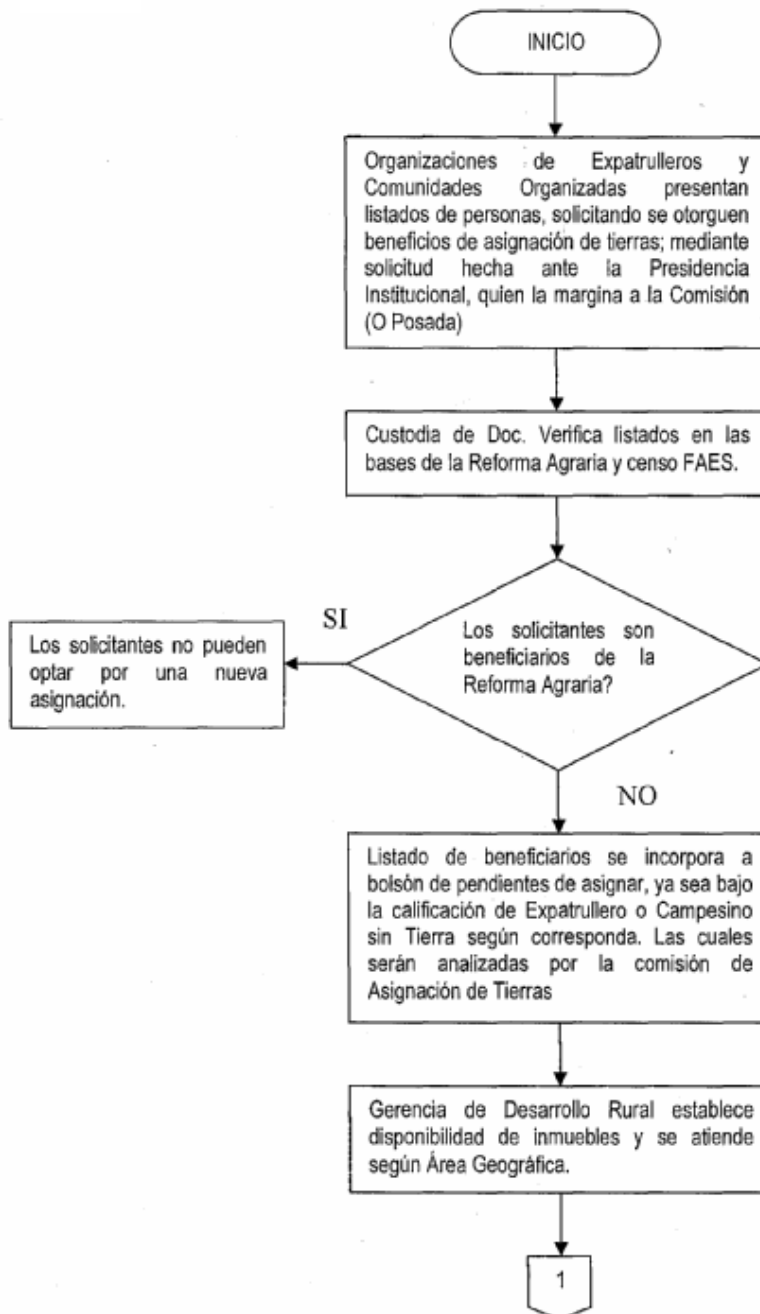 INICIO
Organizaciones de Expatrulleros y
Comunidades Organizadas presentan
listados de personas, solicitando se otorguen
beneficios de asignación de tierras; mediante
solicitud hecha ante la Presidencia
Institucional, quien la margina a la Comisión
(O Posada)
Custodia de Doc. Verifica listados en las
bases de la Reforma Agraria y censo FAES.
Los solicitantes son
beneficiarios de la
Reforma Agraria?
SI
Los solicitantes no pueden
optar por una nueva
asignación.
NO
Listado de beneficiarios se incorpora a
bolsón de pendientes de asignar, ya sea bajo
la calificación de Expatrullero o Campesino
sin Tierra según corresponda. Las cuales
serán analizadas por la comisión de
Asignación de Tierras
Gerencia de Desarrollo Rural establece
disponibilidad de inmuebles y se atiende
según Área Geográfica.
1